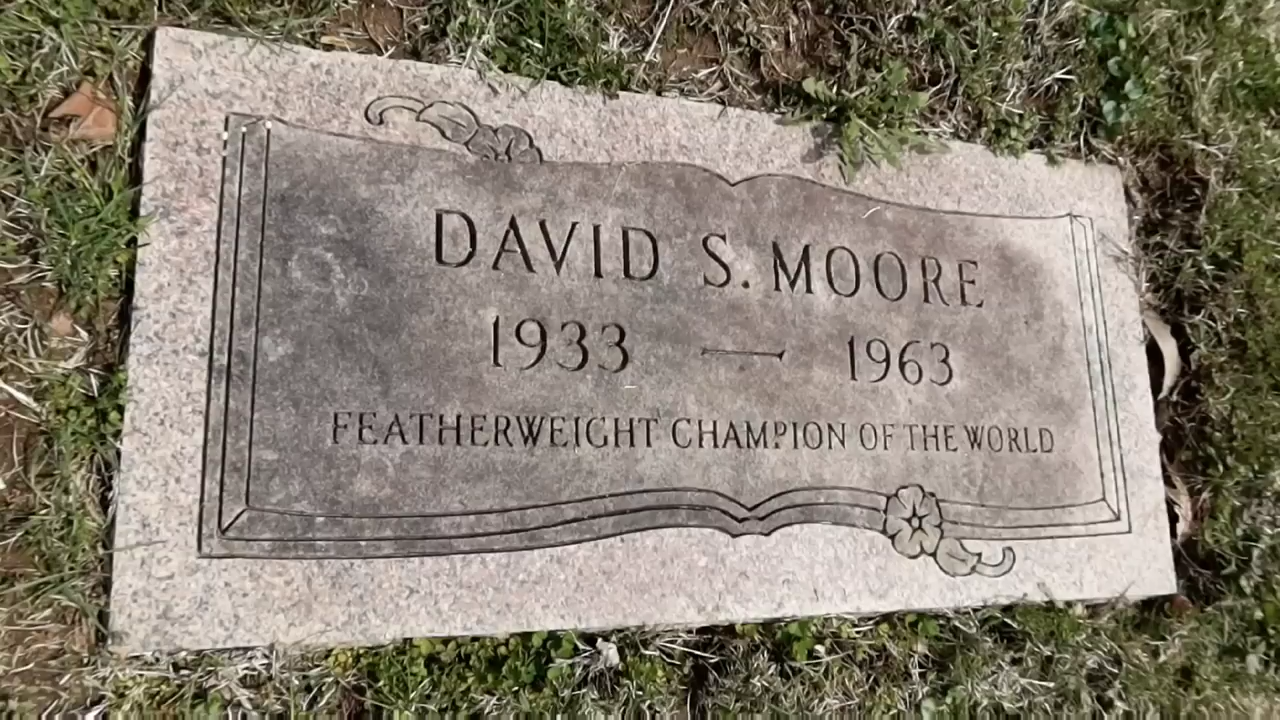 DAVID S. MOORE
1933 — 1963
FEATHERWEIGHT CHAMPION OF THE WORLD